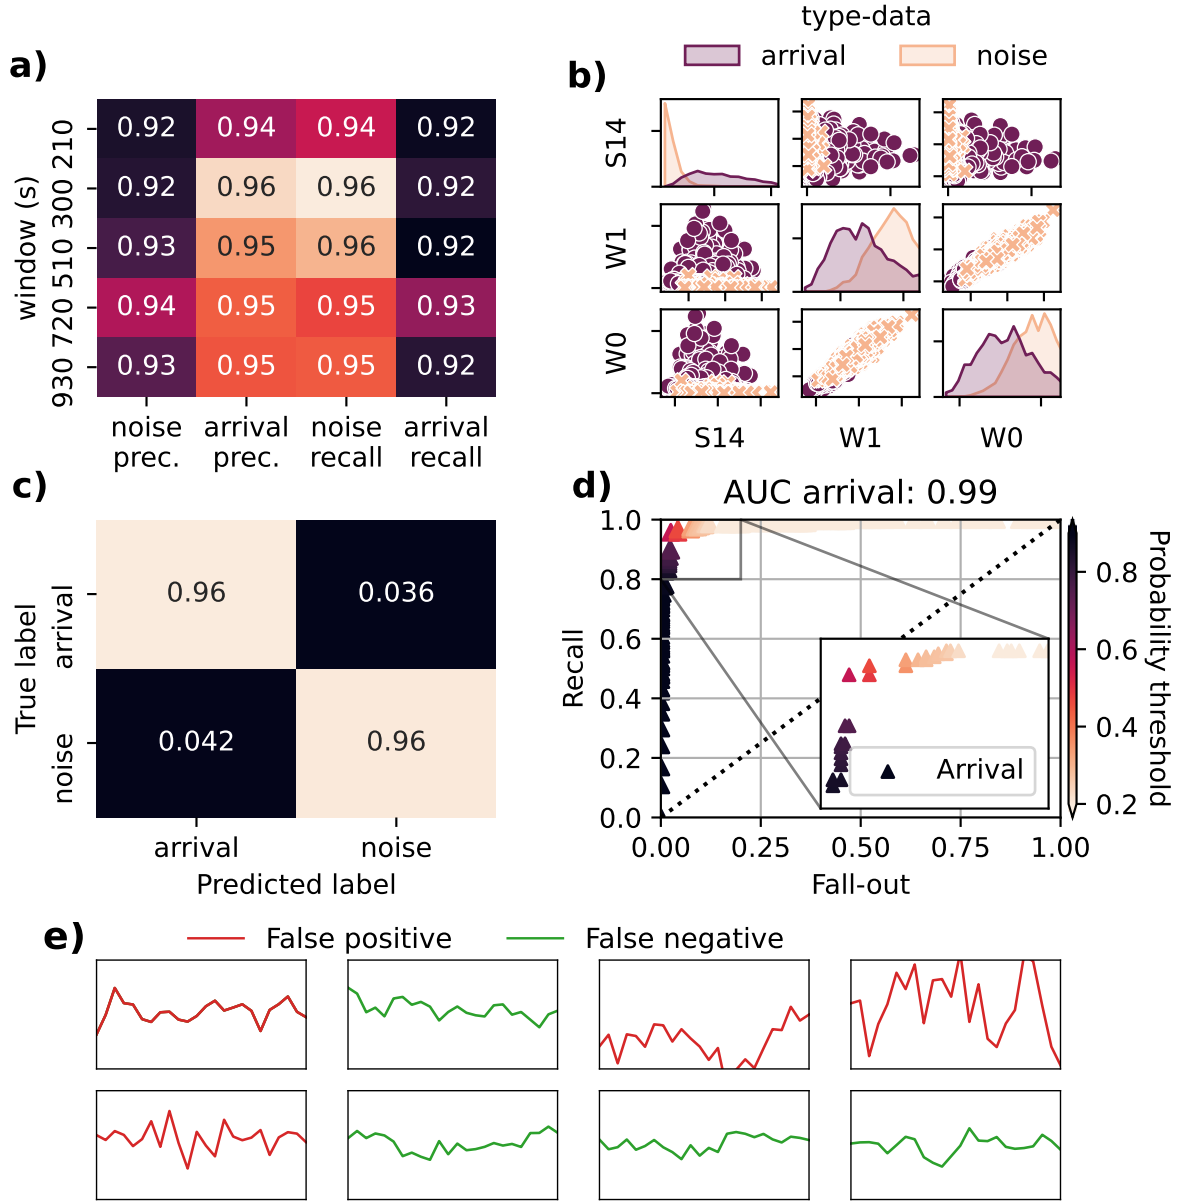 type-data
arrival
noise
a)
b)
window (s)
210
300
510
720
930
0.92 0.94 0.94 0.92
0.92 0.96 0.96 0.92
0.93 0.95 0.96 0.92
0.94 0.95 0.95 0.93
0.93 0.95 0.95 0.92
noise prec.
arrival prec.
noise recall
arrival recall
S14
W1
W0
S14
W1
W0
c)
True label
arrival
noise
0.96 0.036
0.042 0.96
arrival
noise
Predicted label
d)
AUC arrival: 0.99
Recall
1.0
0.8
0.6
0.4
0.2
0.0
0.00 0.25 0.50 0.75 1.00
Fall-out
Arrival
0.8
0.6
0.4
0.2
Probability threshold
e)
False positive
False negative